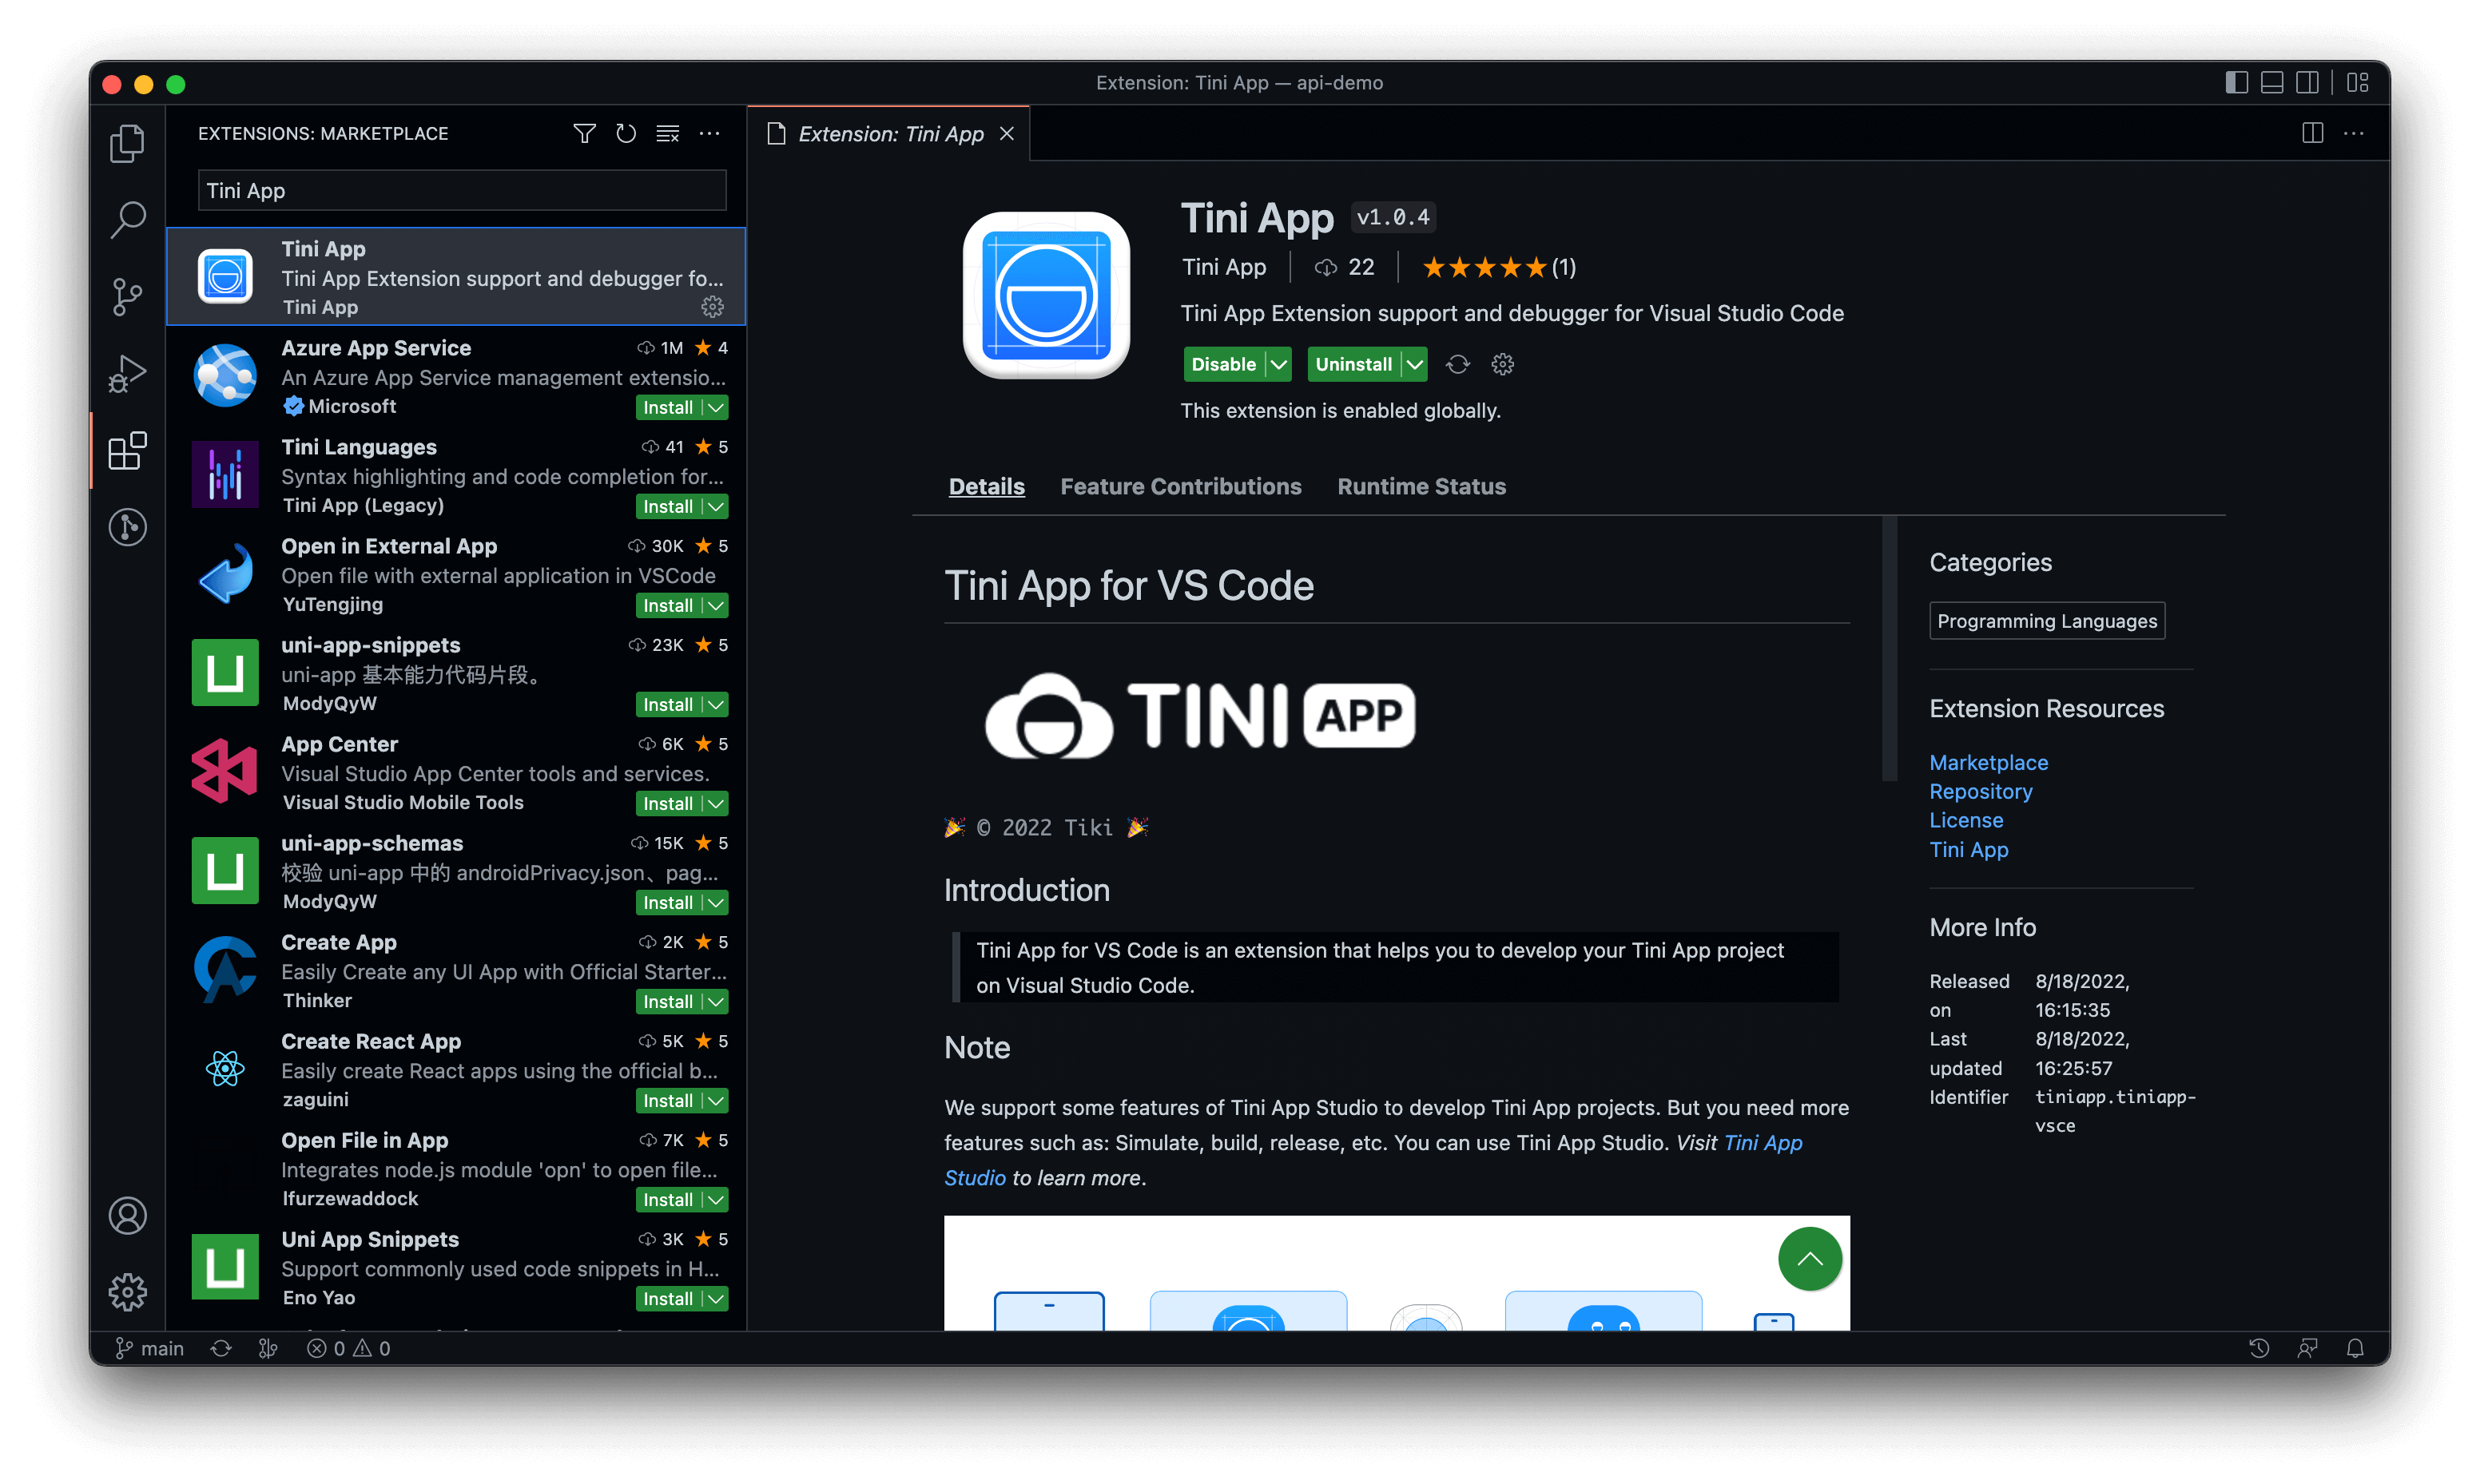 Extension: Tini App — api-demo
EXTENSIONS: MARKETPLACE
Tini App
Tini App
Tini App Extension support and debugger fo...
Tini App
Azure App Service 1M 4
An Azure App Service management extensio...
Microsoft Install
Tini Languages 41 5
Syntax highlighting and code completion for...
Tini App (Legacy) Install
Open in External App 30K 5
Open file with external application in VSCode
YuTengjing Install
uni-app-snippets 23K 5
uni-app 基本能力代码片段。
ModyQyW Install
App Center 6K 5
Visual Studio App Center tools and services.
Visual Studio Mobile Tools Install
uni-app-schemas 15K 5
校验 uni-app 中的 androidPrivacy.json、pag...
ModyQyW Install
Create App 2K 5
Easily Create any UI App with Official Starter...
Thinker Install
Create React App 5K 5
Easily create React apps using the official b...
zaguini Install
Open File in App 7K 5
Integrates node.js module 'opn' to open file...
lfurzewaddock Install
Uni App Snippets 3K 5
Support commonly used code snippets in H...
Eno Yao Install
Extension: Tini App
Tini App v1.0.4
Tini App 22 (1)
Tini App Extension support and debugger for Visual Studio Code
Disable Uninstall
This extension is enabled globally.
Details Feature Contributions Runtime Status
Tini App for VS Code
TINI APP
🎉 © 2022 Tiki 🎉
Introduction
Tini App for VS Code is an extension that helps you to develop your Tini App project
on Visual Studio Code.
Note
We support some features of Tini App Studio to develop Tini App projects. But you need more
features such as: Simulate, build, release, etc. You can use Tini App Studio. Visit Tini App
Studio to learn more.
Categories
Programming Languages
Extension Resources
Marketplace
Repository
License
Tini App
More Info
Released 8/18/2022,
on 16:15:35
Last 8/18/2022,
updated 16:25:57
Identifier tiniapp.tiniapp-
vsce
main 0 0